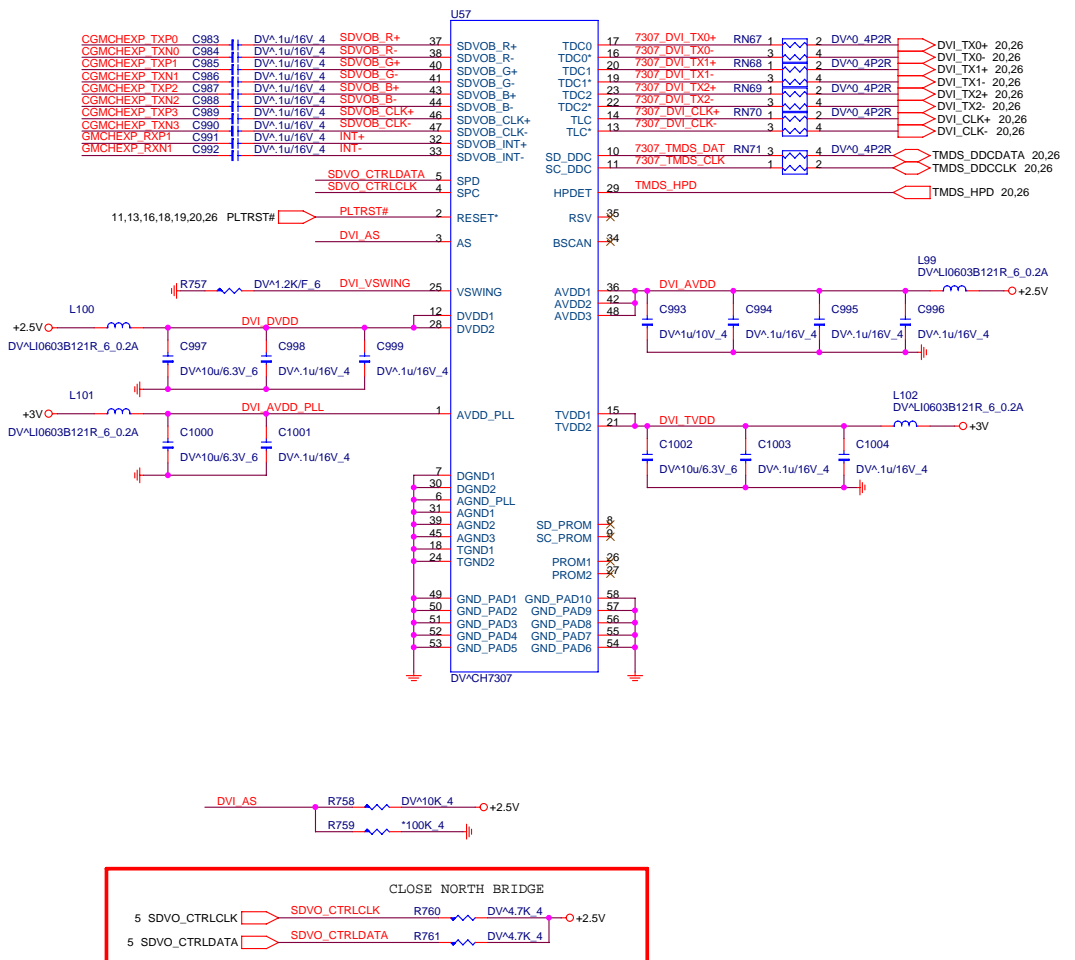 U57
CGMCHEXP_TXP0 C983 DV^.1u/16V_4 SDVOB_R+ 37 SDVOB_R+ TDC0 17 7307_DVI_TX0+ RN67 1 2 DV^0_4P2R DVI_TX0+ 20,26
CGMCHEXP_TXN0 C984 DV^.1u/16V_4 SDVOB_R- 38 SDVOB_R- TDC0* 16 7307_DVI_TX0- 3 4 DVI_TX0- 20,26
CGMCHEXP_TXP1 C985 DV^.1u/16V_4 SDVOB_G+ 40 SDVOB_G+ TDC1 20 7307_DVI_TX1+ RN68 1 2 DV^0_4P2R DVI_TX1+ 20,26
CGMCHEXP_TXN1 C986 DV^.1u/16V_4 SDVOB_G- 41 SDVOB_G- TDC1* 19 7307_DVI_TX1- 3 4 DVI_TX1- 20,26
CGMCHEXP_TXP2 C987 DV^.1u/16V_4 SDVOB_B+ 43 SDVOB_B+ TDC2 23 7307_DVI_TX2+ RN69 1 2 DV^0_4P2R DVI_TX2+ 20,26
CGMCHEXP_TXN2 C988 DV^.1u/16V_4 SDVOB_B- 44 SDVOB_B- TDC2* 22 7307_DVI_TX2- 3 4 DVI_TX2- 20,26
CGMCHEXP_TXP3 C989 DV^.1u/16V_4 SDVOB_CLK+ 46 SDVOB_CLK+ TLC 14 7307_DVI_CLK+ RN70 1 2 DV^0_4P2R DVI_CLK+ 20,26
CGMCHEXP_TXN3 C990 DV^.1u/16V_4 SDVOB_CLK- 47 SDVOB_CLK- TLC* 13 7307_DVI_CLK- 3 4 DVI_CLK- 20,26
GMCHEXP_RXP1 C991 DV^.1u/16V_4 INT+ 32 SDVOB_INT+
GMCHEXP_RXN1 C992 DV^.1u/16V_4 INT- 33 SDVOB_INT- SD_DDC 10 7307_TMDS_DAT RN71 3 4 DV^0_4P2R TMDS_DDCDATA 20,26
SC_DDC 11 7307_TMDS_CLK 1 2 TMDS_DDCCLK 20,26
SDVO_CTRLDATA 5 SPD
SDVO_CTRLCLK 4 SPC HPDET 29 TMDS_HPD TMDS_HPD 20,26
11,13,16,18,19,20,26 PLTRST# PLTRST# 2 RESET* RSV 35
DVI_AS 3 AS BSCAN 34
L99
DV^LI0603B121R_6_0.2A
R757 DV^1.2K/F_6 DVI_VSWING 25 VSWING AVDD1 36 DVI_AVDD +2.5V
AVDD2 42
L100 12 DVDD1 AVDD3 48 C993 C994 C995 C996
+2.5V DVI_DVDD 28 DVDD2
DV^1u/10V_4 DV^.1u/16V_4 DV^.1u/16V_4 DV^.1u/16V_4
DV^LI0603B121R_6_0.2A C997 C998 C999
DV^10u/6.3V_6 DV^.1u/16V_4 DV^.1u/16V_4
L101 L102
DV^LI0603B121R_6_0.2A
+3V DVI_AVDD_PLL 1 AVDD_PLL TVDD1 15
TVDD2 21 DVI_TVDD +3V
DV^LI0603B121R_6_0.2A C1000 C1001 C1002 C1003 C1004
DV^10u/6.3V_6 DV^.1u/16V_4 DV^10u/6.3V_6 DV^.1u/16V_4 DV^.1u/16V_4
7 DGND1
30 DGND2
6 AGND_PLL
31 AGND1
39 AGND2 SD_PROM 8
45 AGND3 SC_PROM 9
18 TGND1
24 TGND2 PROM1 26
PROM2 27
49 GND_PAD1 GND_PAD10 58
50 GND_PAD2 GND_PAD9 57
51 GND_PAD3 GND_PAD8 56
52 GND_PAD4 GND_PAD7 55
53 GND_PAD5 GND_PAD6 54
DV^CH7307
DVI_AS R758 DV^10K_4 +2.5V
R759 *100K_4
CLOSE NORTH BRIDGE
5 SDVO_CTRLCLK SDVO_CTRLCLK R760 DV^4.7K_4 +2.5V
5 SDVO_CTRLDATA SDVO_CTRLDATA R761 DV^4.7K_4